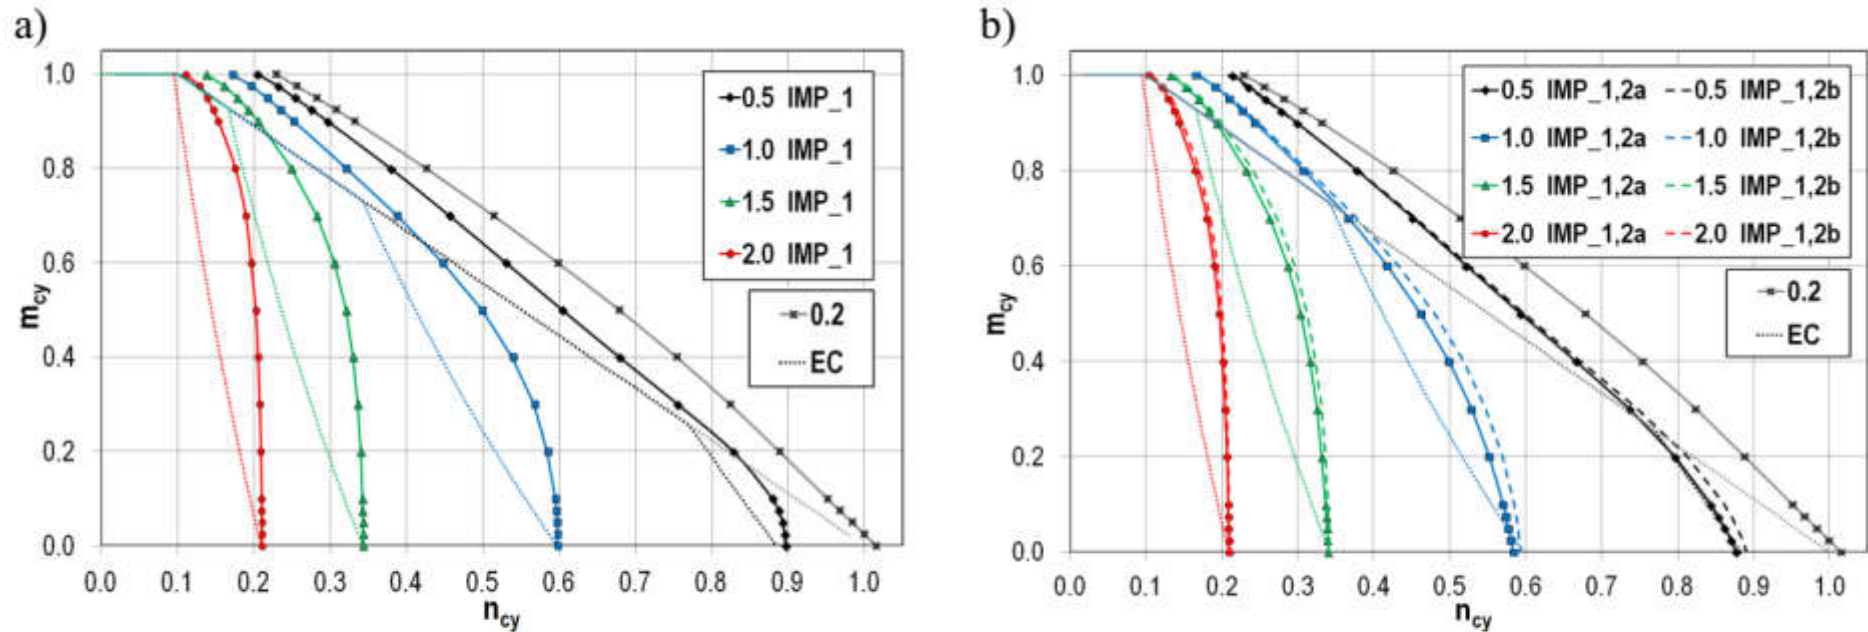 a)
1.0
0.8
0.6
0.4
0.2
0.0
m_cy
0.0 0.1 0.2 0.3 0.4 0.5 0.6 0.7 0.8 0.9 1.0
n_cy
0.5 IMP_1
1.0 IMP_1
1.5 IMP_1
2.0 IMP_1
0.2
EC
b)
1.0
0.8
0.6
0.4
0.2
0.0
m_cy
0.0 0.1 0.2 0.3 0.4 0.5 0.6 0.7 0.8 0.9 1.0
n_cy
0.5 IMP_1,2a 0.5 IMP_1,2b
1.0 IMP_1,2a 1.0 IMP_1,2b
1.5 IMP_1,2a 1.5 IMP_1,2b
2.0 IMP_1,2a 2.0 IMP_1,2b
0.2
EC